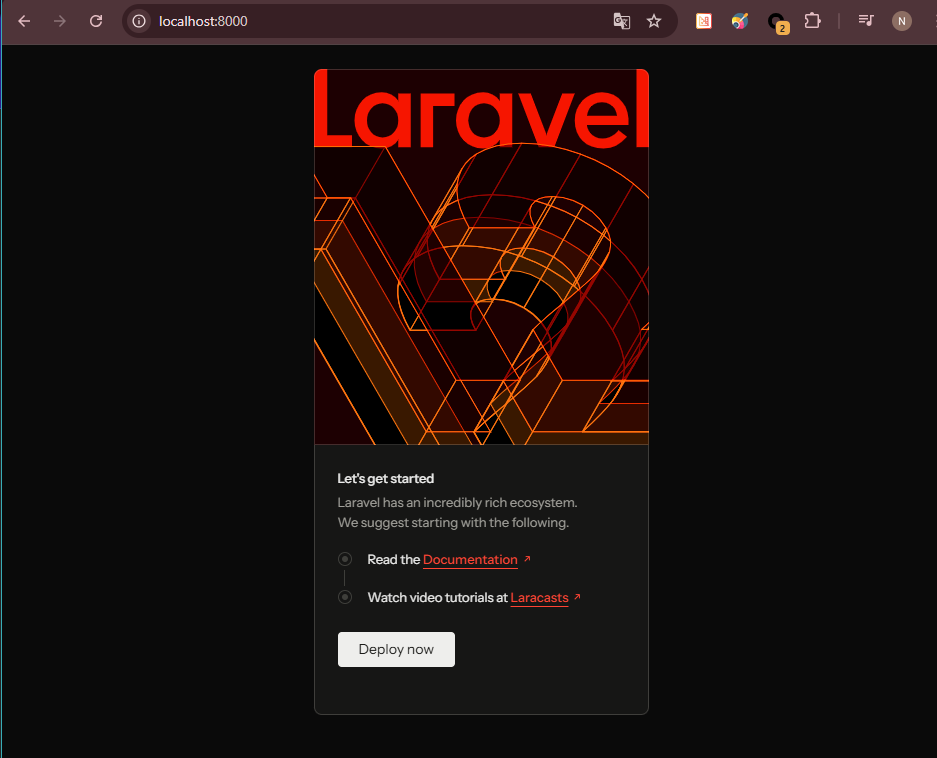 localhost:8000
2
N
Laravel
Let's get started
Laravel has an incredibly rich ecosystem.
We suggest starting with the following.
Read the Documentation
Watch video tutorials at Laracasts
Deploy now